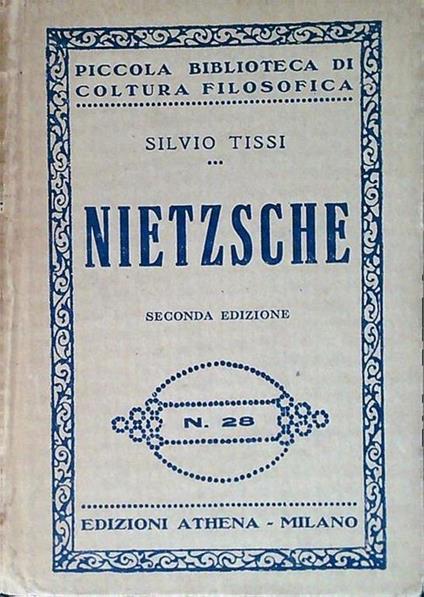 PICCOLA BIBLIOTECA DI
COLTURA FILOSOFICA
SILVIO TISSI
NIETZSCHE
SECONDA EDIZIONE
N. 28
EDIZIONI ATHENA - MILANO